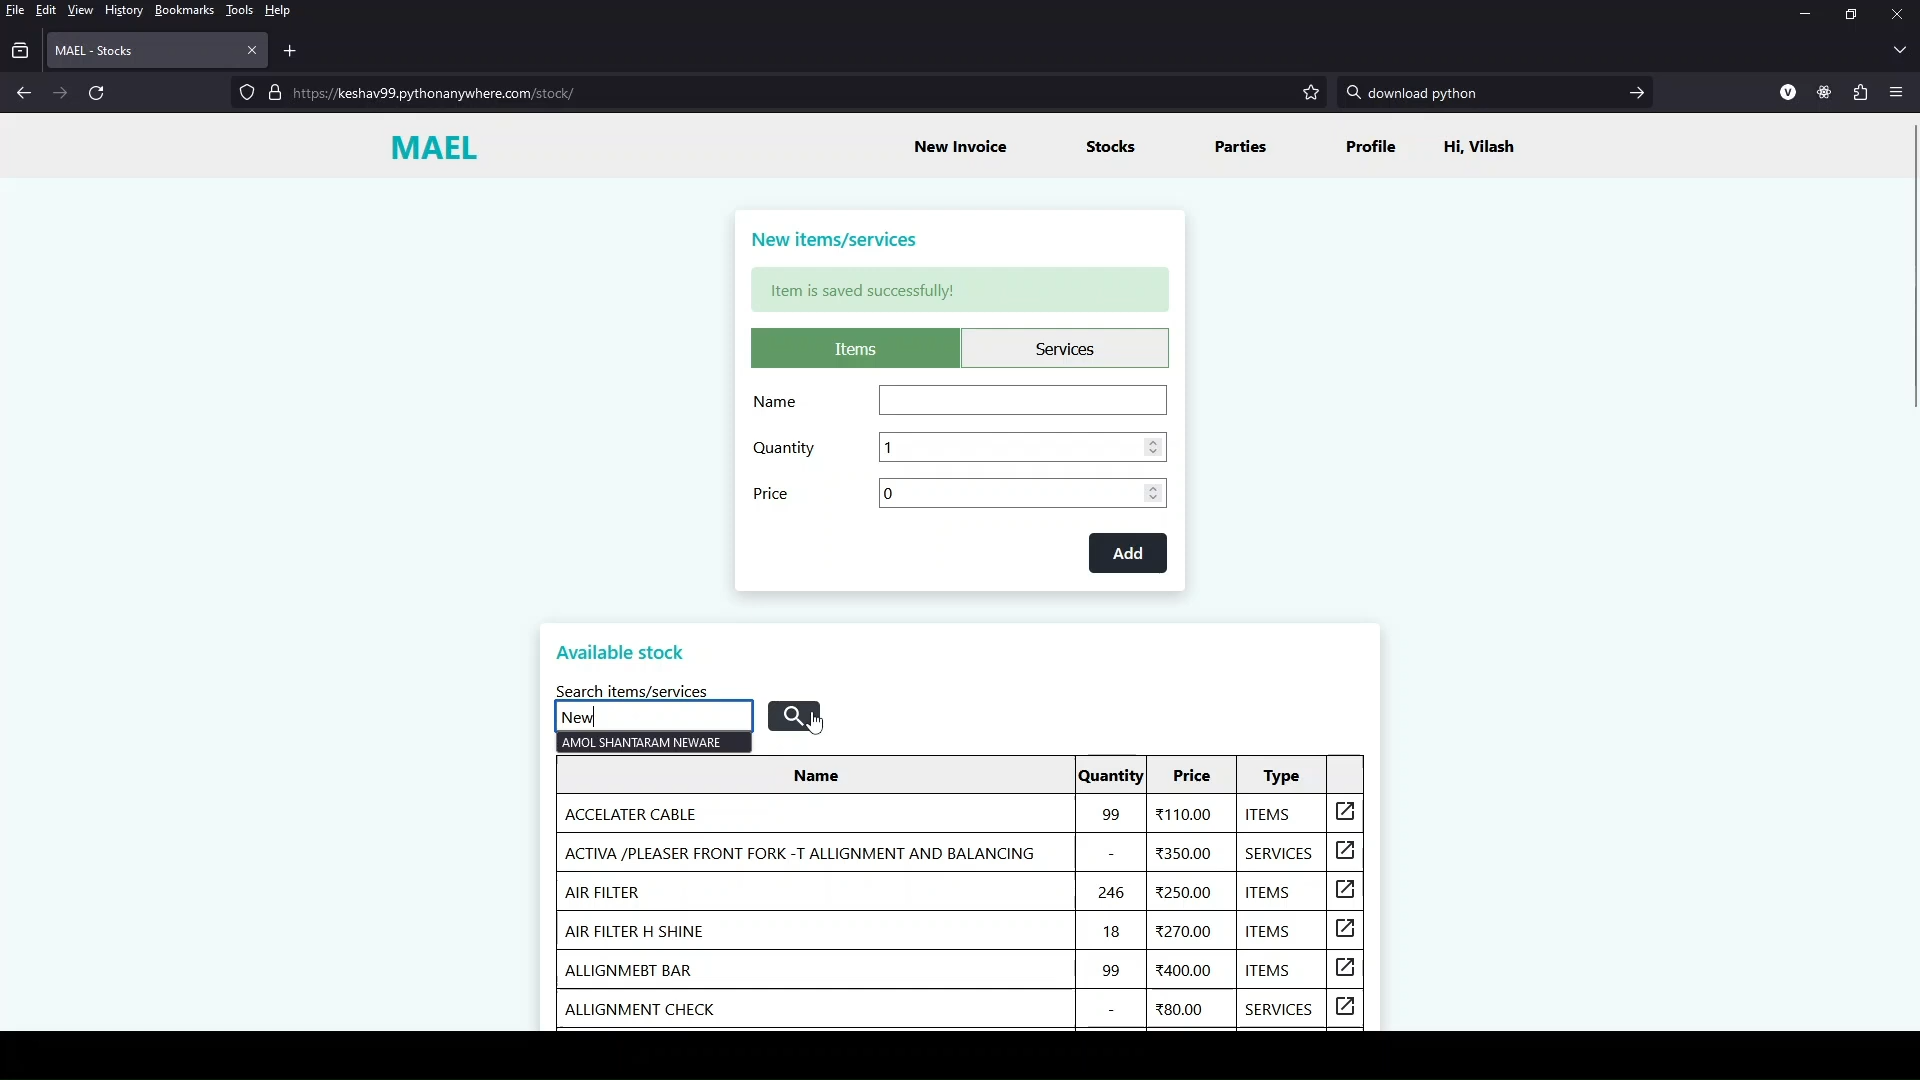 File Edit View History Bookmarks Tools Help
MAEL - Stocks
https://keshav99.pythonanywhere.com/stock/
download python
V
MAEL
New Invoice Stocks Parties Profile Hi, Vilash
New items/services
Item is saved successfully!
Items Services
Name
Quantity 1
Price 0
Add
Available stock
Search items/services
New
AMOL SHANTARAM NEWARE
Name Quantity Price Type
ACCELATER CABLE 99 ₹110.00 ITEMS
ACTIVA /PLEASER FRONT FORK -T ALLIGNMENT AND BALANCING - ₹350.00 SERVICES
AIR FILTER 246 ₹250.00 ITEMS
AIR FILTER H SHINE 18 ₹270.00 ITEMS
ALLIGNMEBT BAR 99 ₹400.00 ITEMS
ALLIGNMENT CHECK - ₹80.00 SERVICES